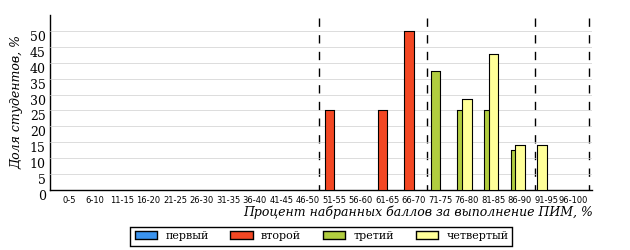 Доля студентов, %
50
45
40
35
30
25
20
15
10
5
0
0-5 6-10 11-15 16-20 21-25 26-30 31-35 36-40 41-45 46-50 51-55 56-60 61-65 66-70 71-75 76-80 81-85 86-90 91-95 96-100
Процент набранных баллов за выполнение ПИМ, %
первый второй третий четвертый